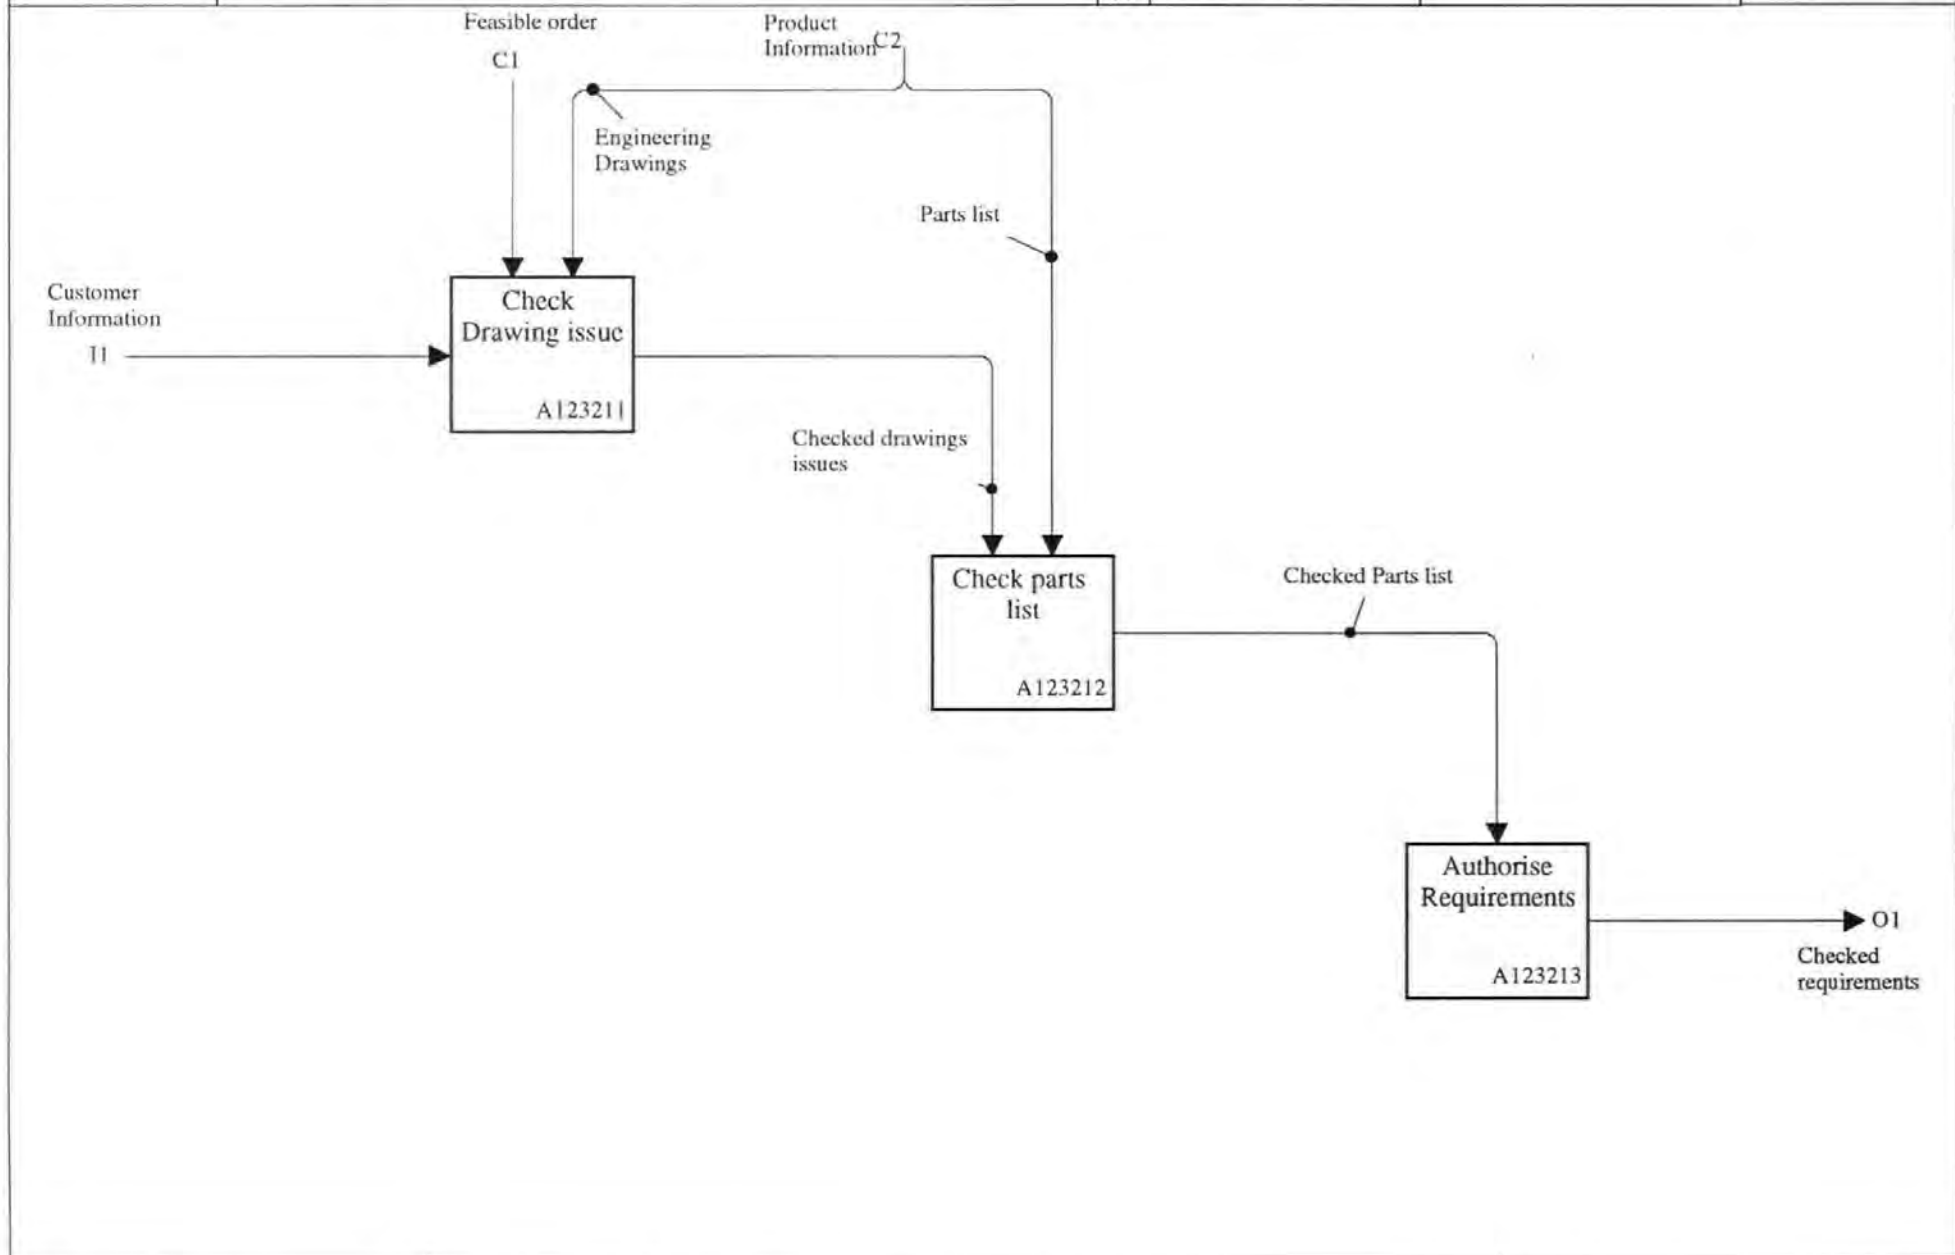 Feasible order
C1
Product
Information
C2
Engineering
Drawings
Parts list
Customer
Information
I1
Check
Drawing issue
A123211
Checked drawings
issues
Check parts
list
A123212
Checked Parts list
Authorise
Requirements
A123213
O1
Checked
requirements